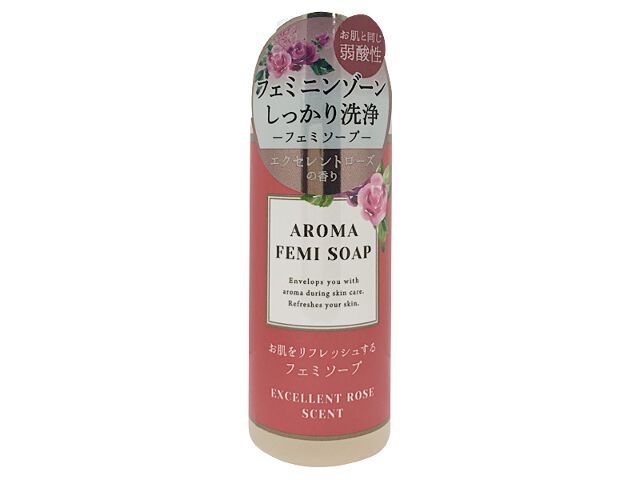 お肌と同じ
弱酸性
フェミニンゾーン
しっかり洗浄
—フェミソープ—
エクセレントローズ
の香り
AROMA
FEMI SOAP
Envelops you with
aroma during skin care.
Refreshes your skin.
お肌をリフレッシュする
フェミソープ
EXCELLENT ROSE
SCENT